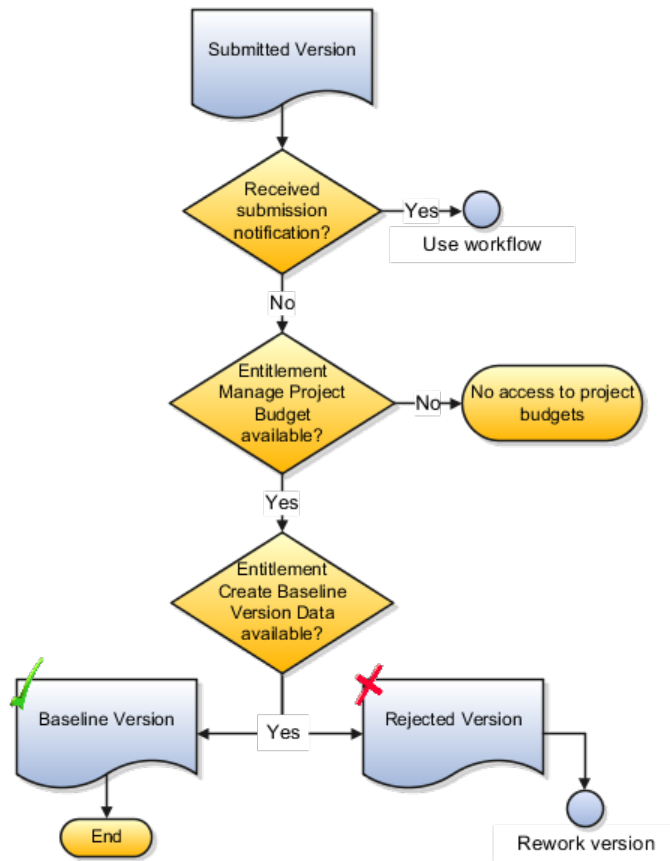 Submitted Version
Received
submission
notification?
Yes
Use workflow
No
Entitlement
Manage Project
Budget
available?
No
No access to project
budgets
Yes
Entitlement
Create Baseline
Version Data
available?
Baseline Version
Yes
Rejected Version
End
Rework version